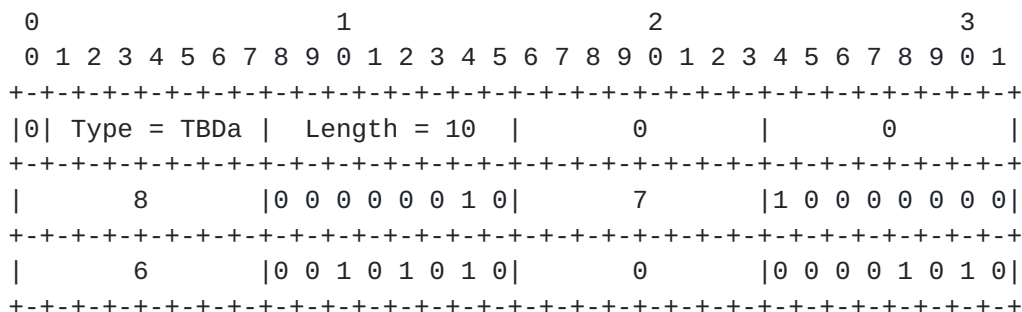 0                   1                   2                   3
 0 1 2 3 4 5 6 7 8 9 0 1 2 3 4 5 6 7 8 9 0 1 2 3 4 5 6 7 8 9 0 1
+-+-+-+-+-+-+-+-+-+-+-+-+-+-+-+-+-+-+-+-+-+-+-+-+-+-+-+-+-+-+-+-+
|0| Type = TBDa |  Length = 10  |       0       |       0       |
+-+-+-+-+-+-+-+-+-+-+-+-+-+-+-+-+-+-+-+-+-+-+-+-+-+-+-+-+-+-+-+-+
|       8       |0 0 0 0 0 0 1 0|       7       |1 0 0 0 0 0 0 0|
+-+-+-+-+-+-+-+-+-+-+-+-+-+-+-+-+-+-+-+-+-+-+-+-+-+-+-+-+-+-+-+-+
|       6       |0 0 1 0 1 0 1 0|       0       |0 0 0 0 1 0 1 0|
+-+-+-+-+-+-+-+-+-+-+-+-+-+-+-+-+-+-+-+-+-+-+-+-+-+-+-+-+-+-+-+-+